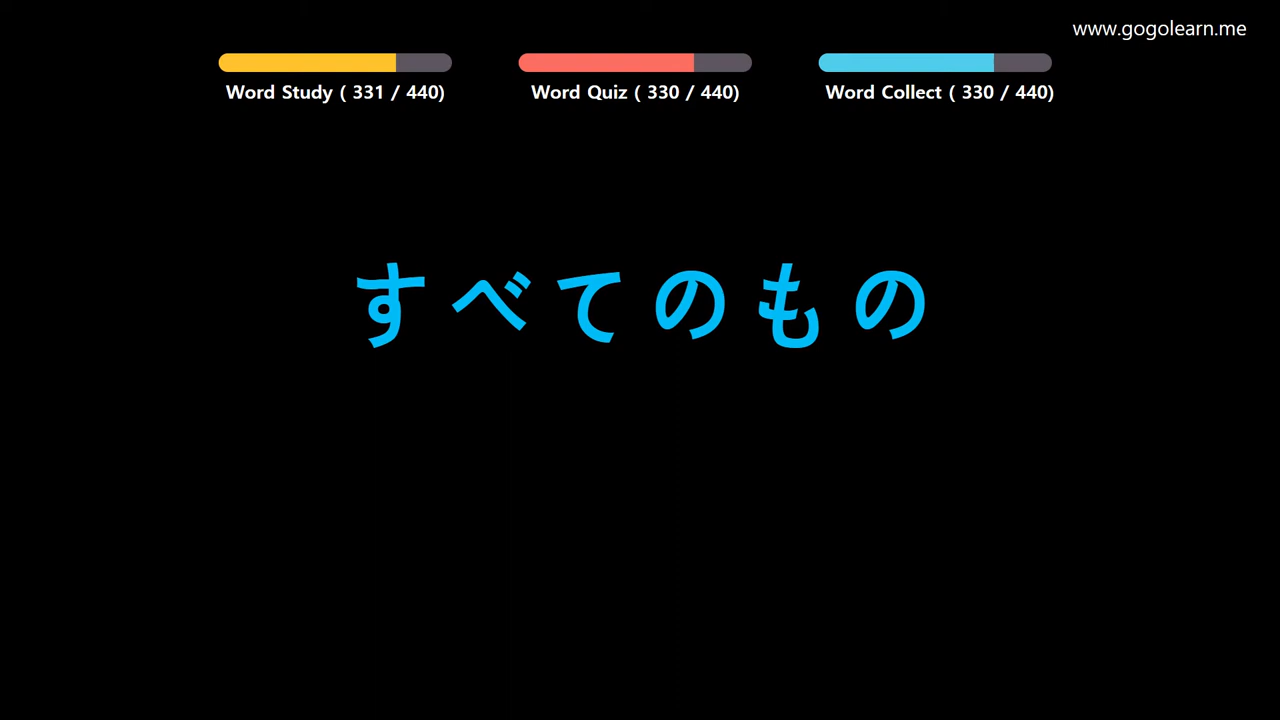 www.gogolearn.me
Word Study ( 331 / 440)
Word Quiz ( 330 / 440)
Word Collect ( 330 / 440)
すべてのもの